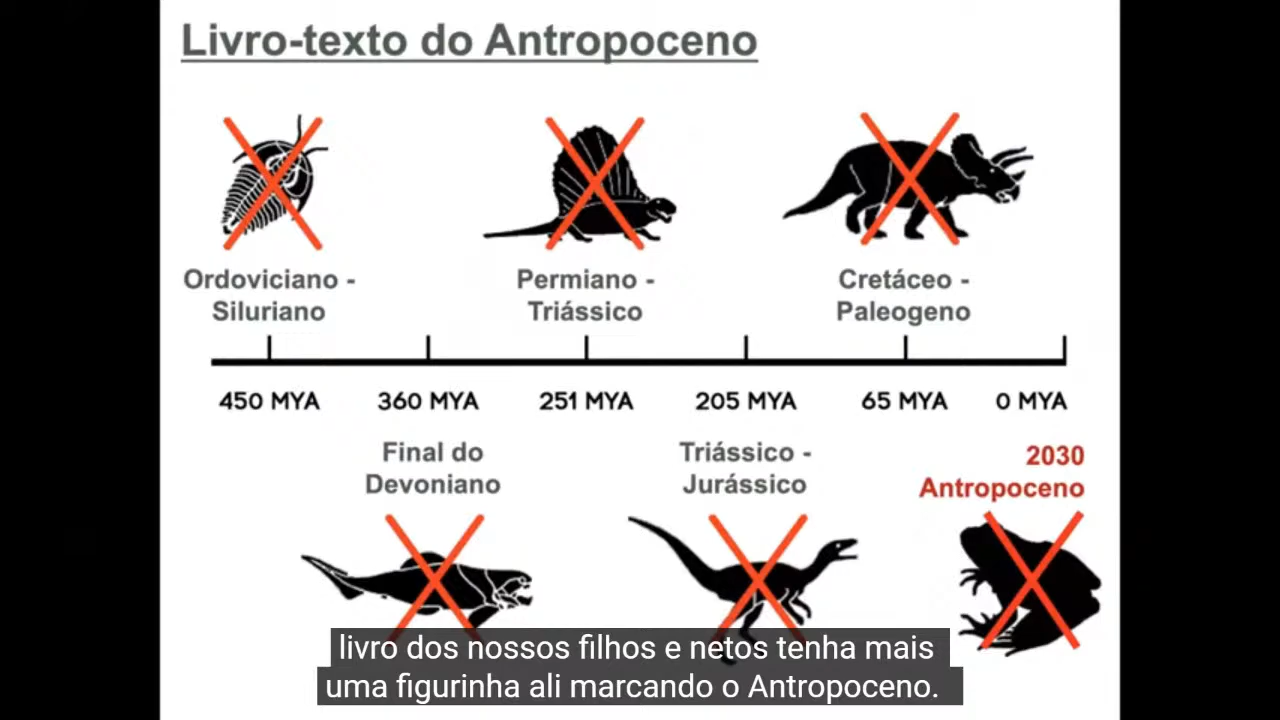 Livro-texto do Antropoceno
Ordoviciano -
Siluriano
Permiano -
Triássico
Cretáceo -
Paleogeno
450 MYA
360 MYA
251 MYA
205 MYA
65 MYA
0 MYA
Final do
Devoniano
Triássico -
Jurássico
2030
Antropoceno
livro dos nossos filhos e netos tenha mais
uma figurinha ali marcando o Antropoceno.